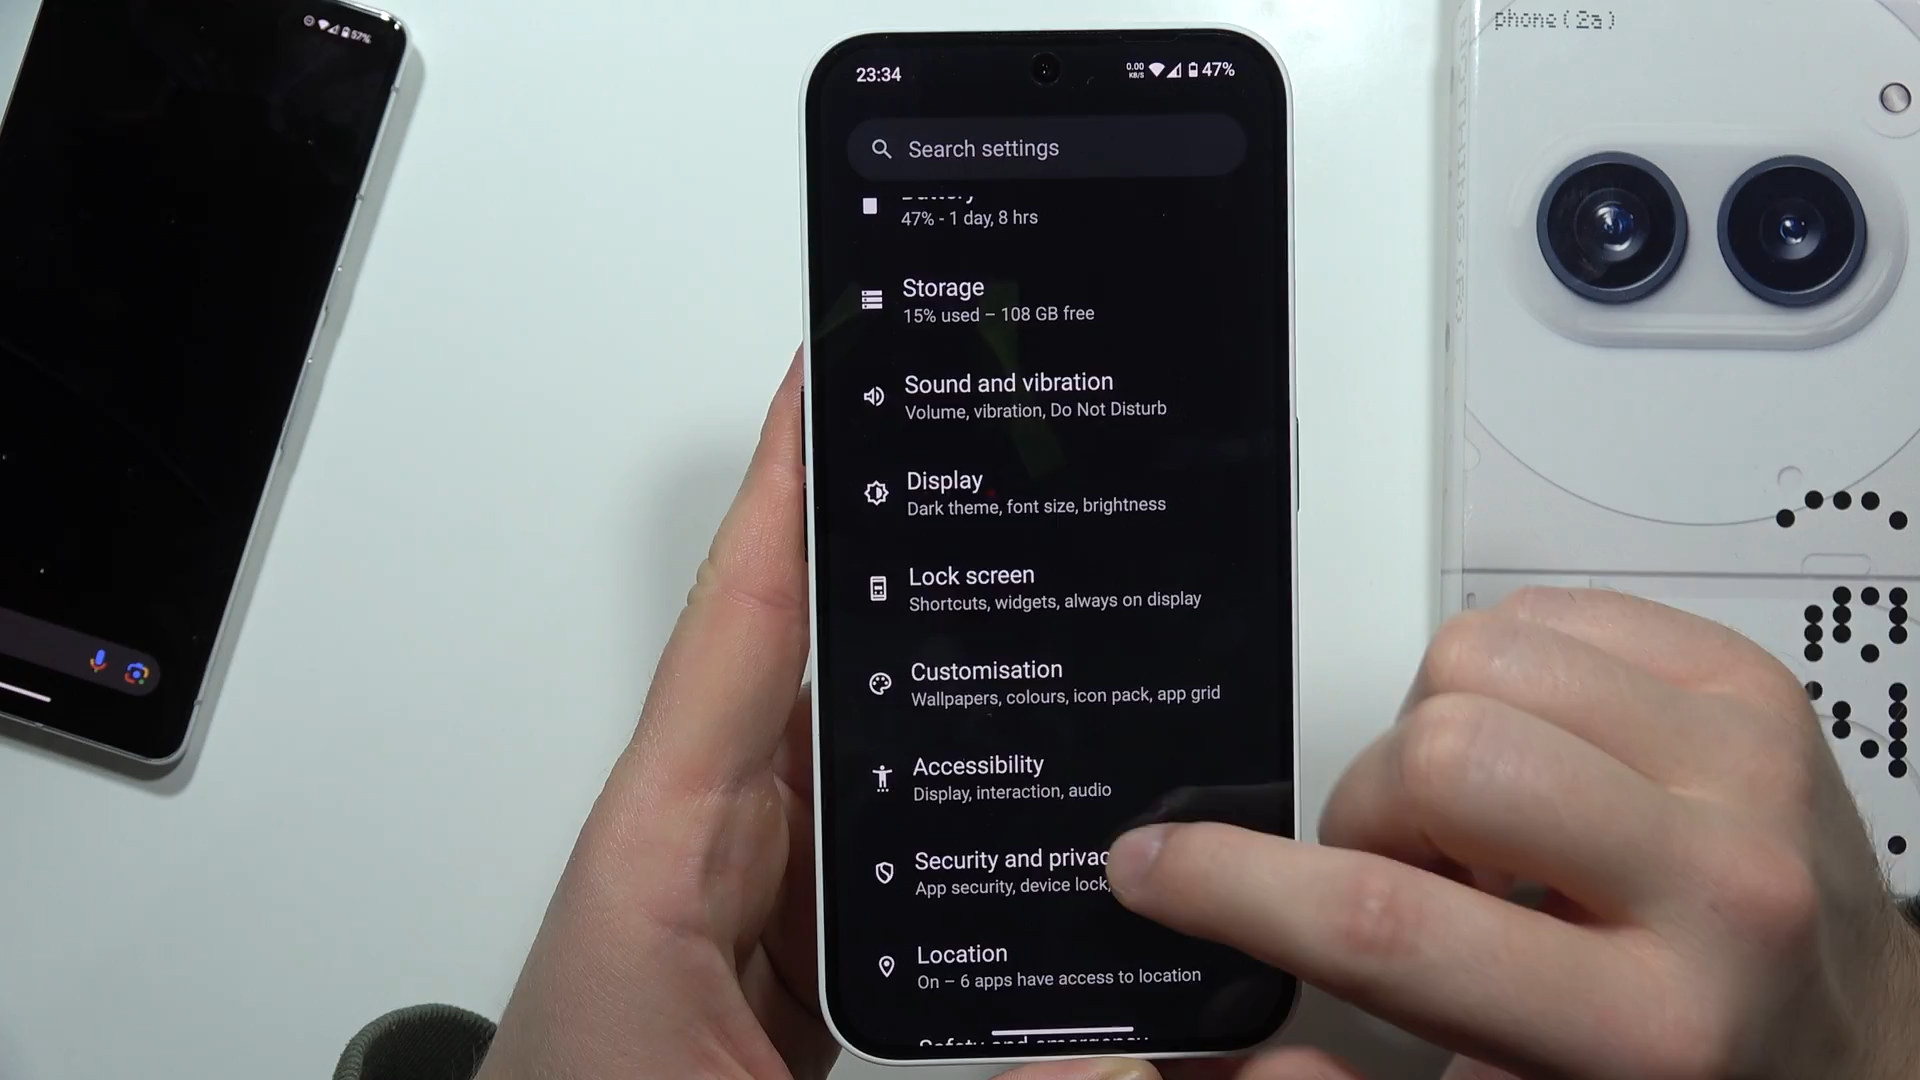 57%
phone(2a)
23:34
0.00
KB/S
47%
Search settings
Battery
47% - 1 day, 8 hrs
Storage
15% used – 108 GB free
Sound and vibration
Volume, vibration, Do Not Disturb
Display
Dark theme, font size, brightness
Lock screen
Shortcuts, widgets, always on display
Customisation
Wallpapers, colours, icon pack, app grid
Accessibility
Display, interaction, audio
Security and privac
App security, device lock,
Location
On – 6 apps have access to location
Safety and emergency